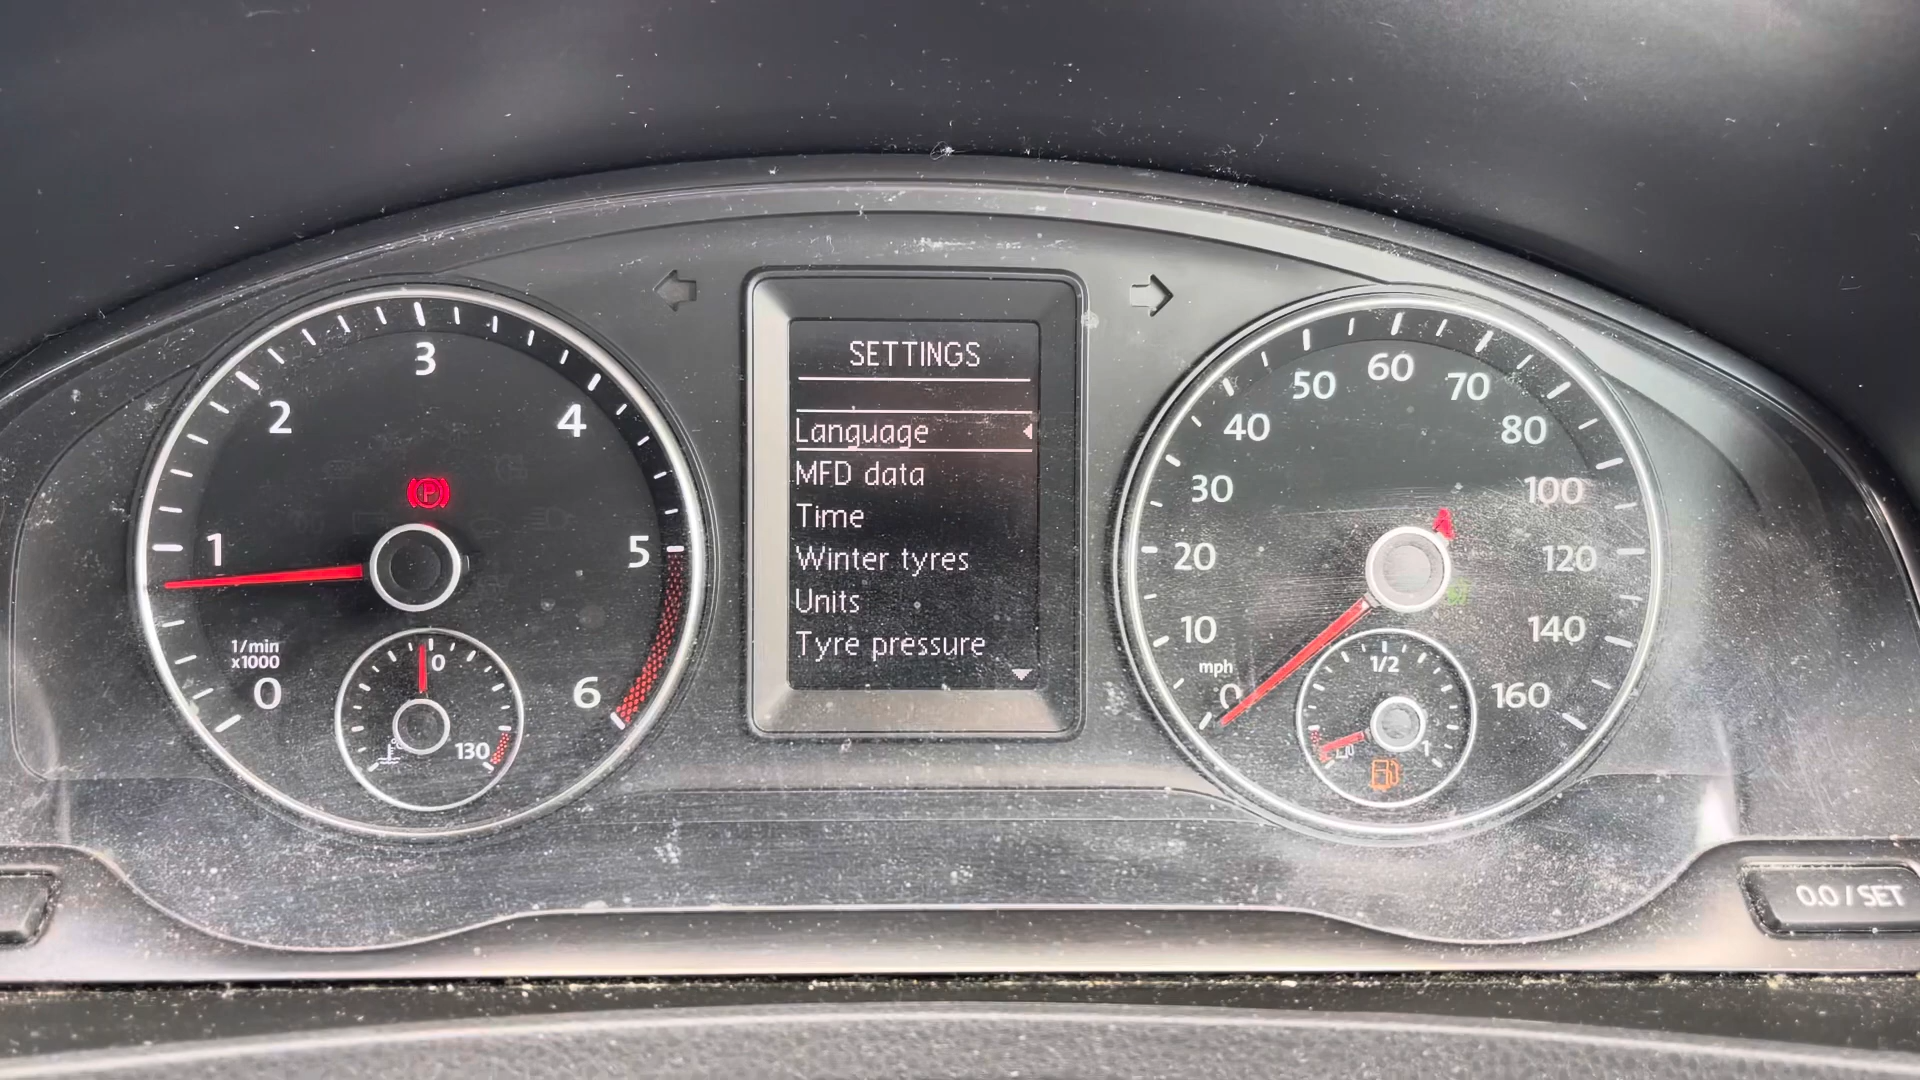 SETTINGS
Language
MFD data
Time
Winter tyres
Units
Tyre pressure
0
1
2
3
4
5
6
1/min
x1000
0
130
P
0
10
20
30
40
50
60
70
80
100
120
140
160
mph
1/2
1
0.0 / SET